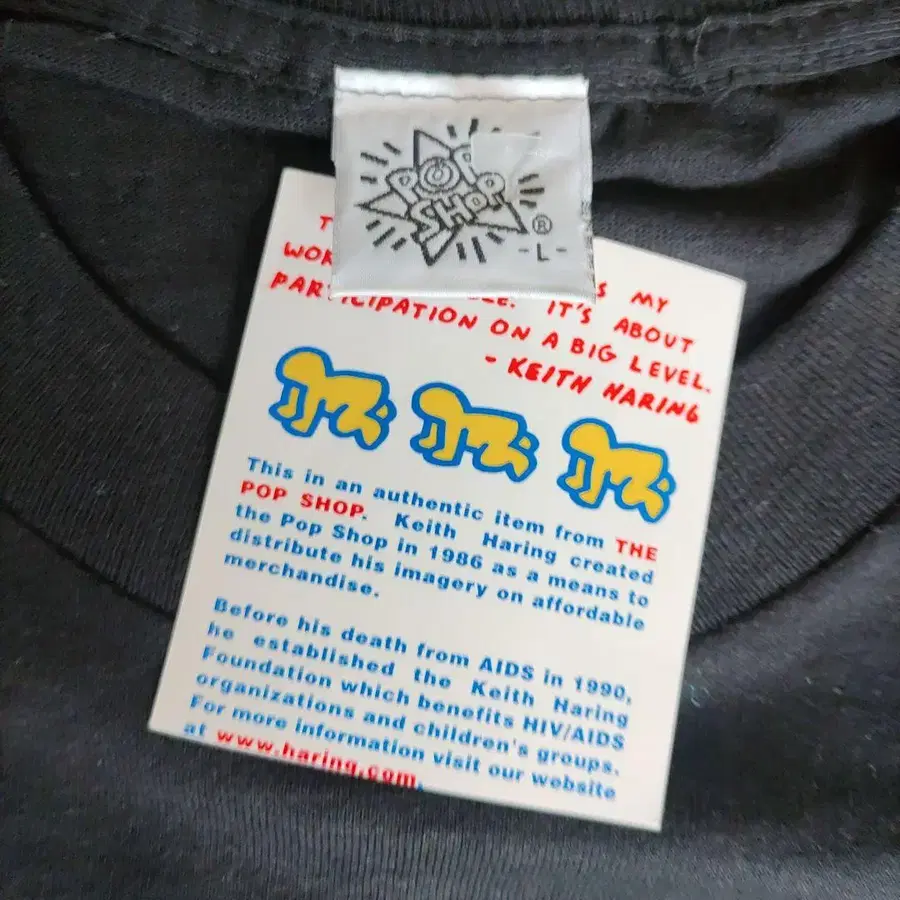 POP
SHOP
®
-L-
MY
IT'S ABOUT
PARTICIPATION ON A BIG LEVEL.
- KEITH HARING
This in an authentic item from THE
POP SHOP. Keith Haring created
the Pop Shop in 1986 as a means to
distribute his imagery on affordable
merchandise.
Before his death from AIDS in 1990,
he established the Keith Haring
Foundation which benefits HIV/AIDS
organizations and children's groups.
For more information visit our website
at www.haring.com.